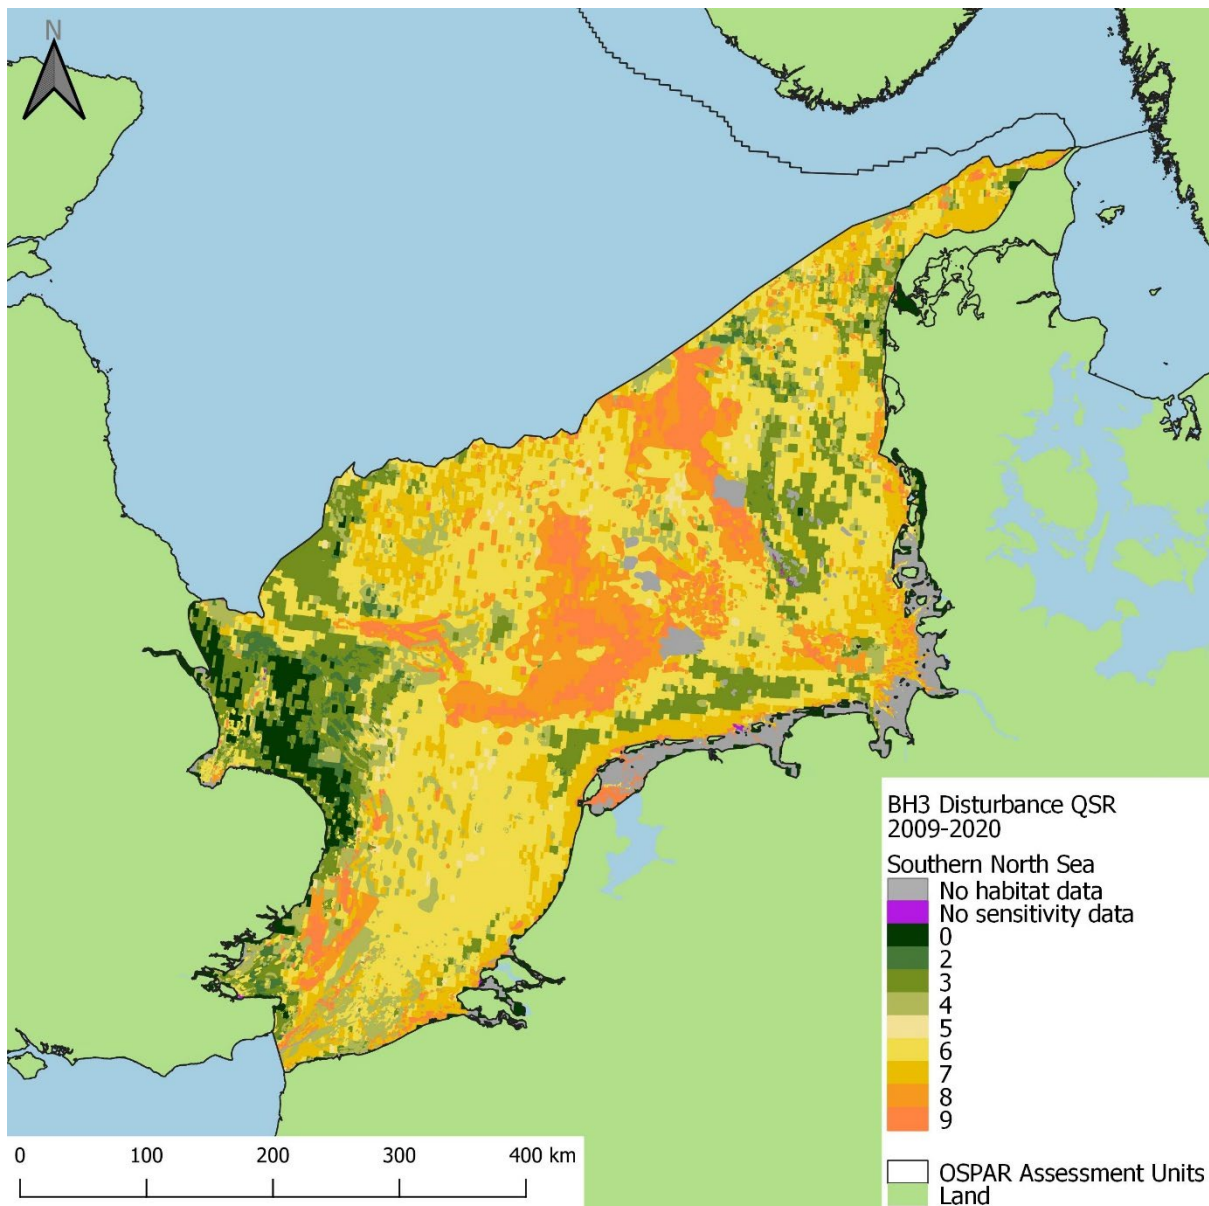 N
BH3 Disturbance QSR
2009-2020
Southern North Sea
No habitat data
No sensitivity data
0
2
3
4
5
6
7
8
9
OSPAR Assessment Units
Land
0 100 200 300 400 km